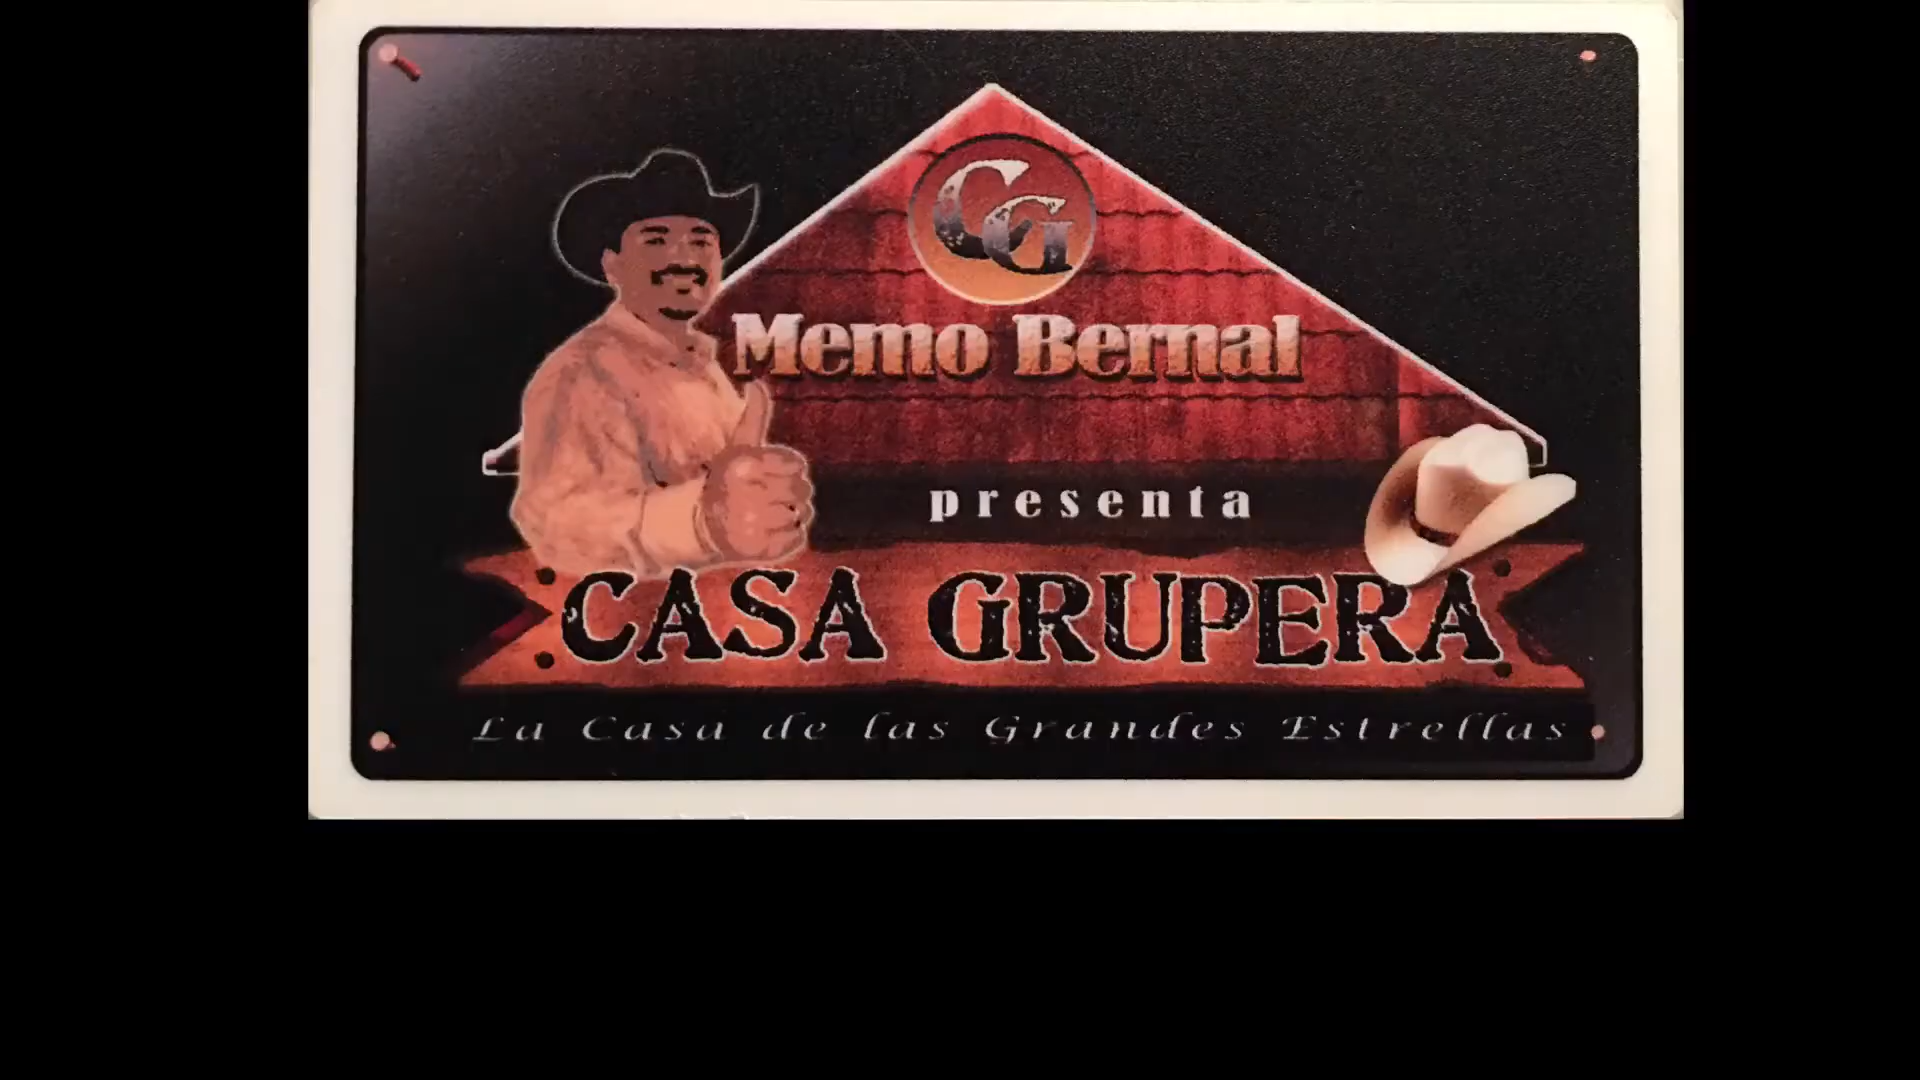 CG
Memo Bernal
presenta
CASA GRUPERA
La Casa de las Grandes Estrellas